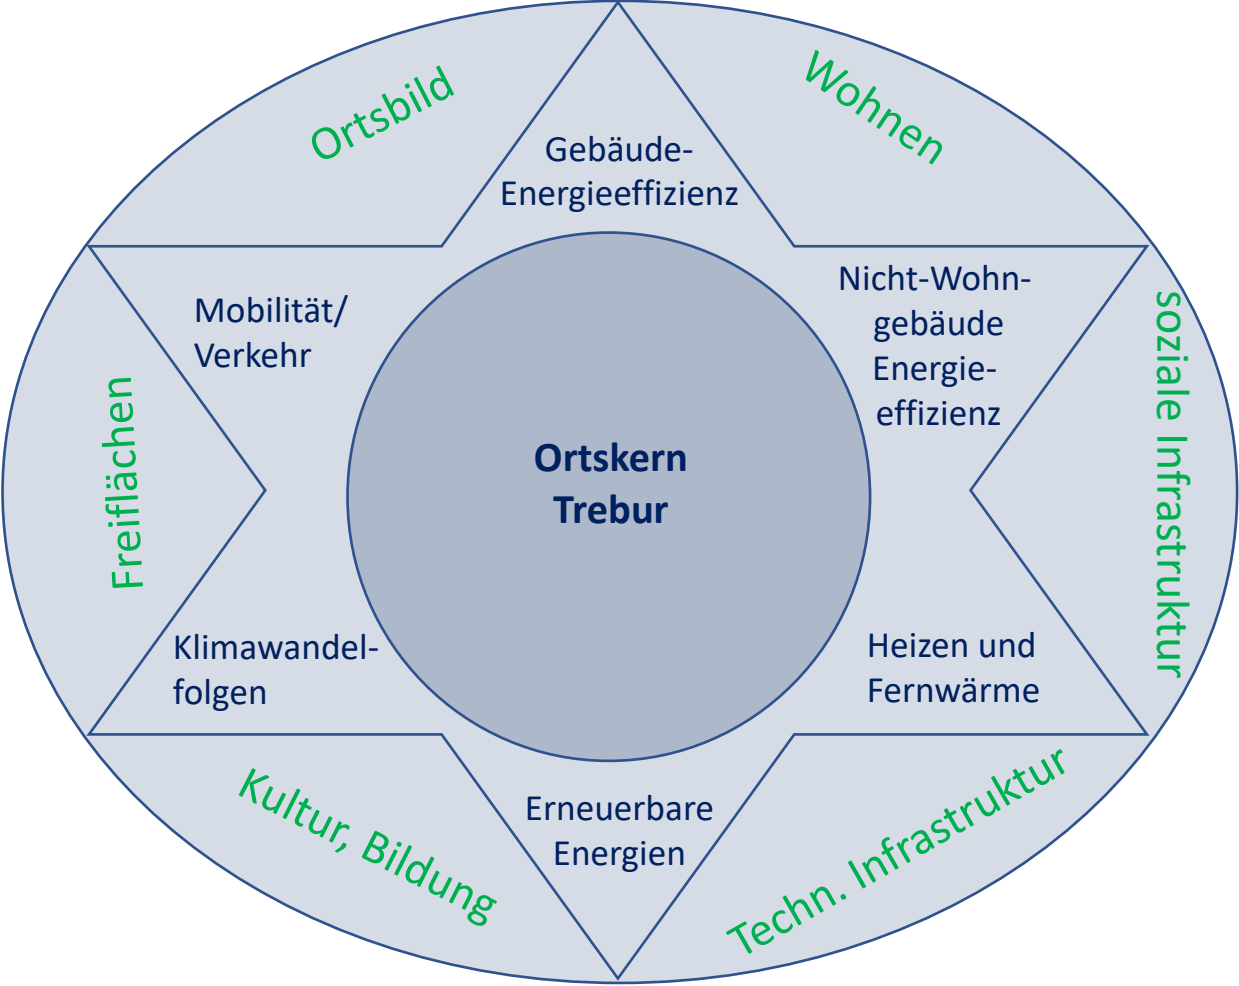 Ortsbild
Wohnen
Gebäude-
Energieeffizienz
Mobilität/
Verkehr
Nicht-Wohn-
gebäude
Energie-
effizienz
soziale Infrastruktur
Freiflächen
Ortskern
Trebur
Klimawandel-
folgen
Heizen und
Fernwärme
Erneuerbare
Energien
Kultur, Bildung
Techn. Infrastruktur